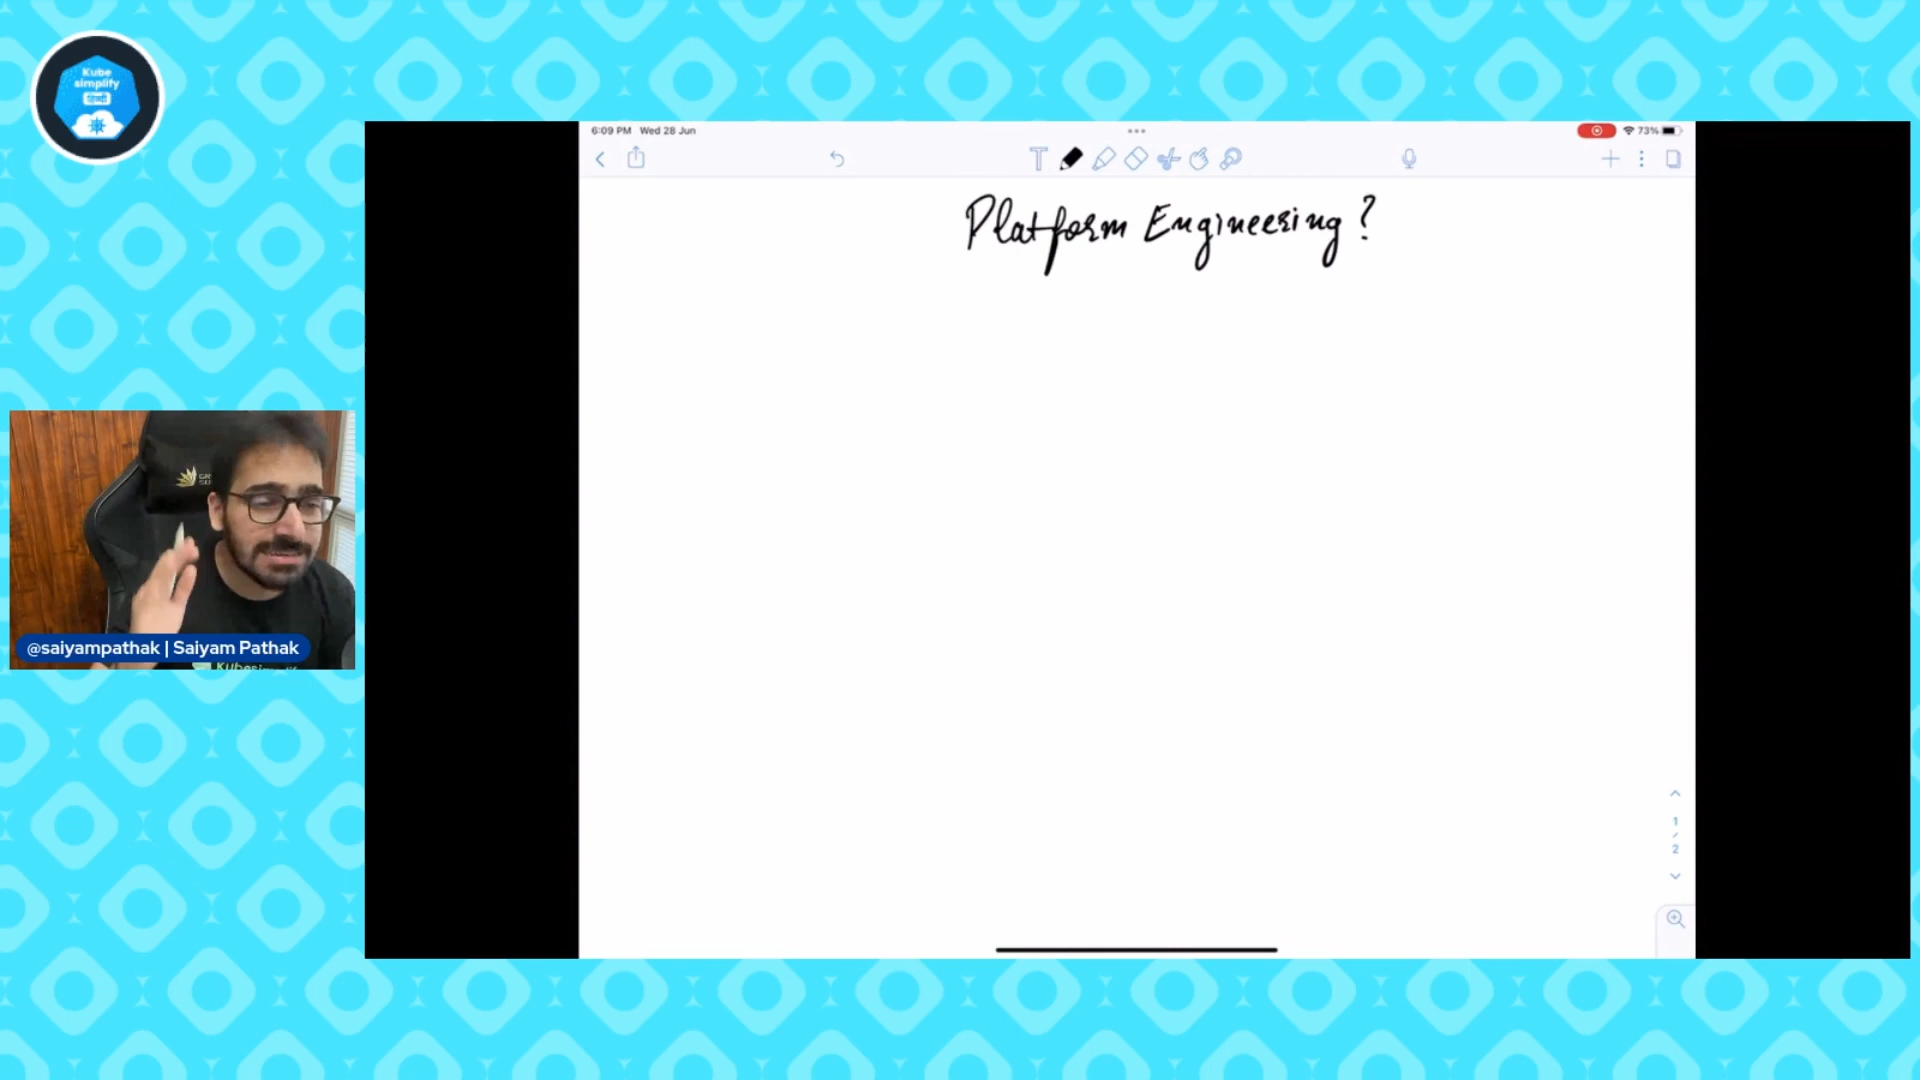 Kube
simplify
हिन्दी
6:09 PM Wed 28 Jun
73%
T
Platform Engineering?
@saiyampathak | Saiyam Pathak
1
2